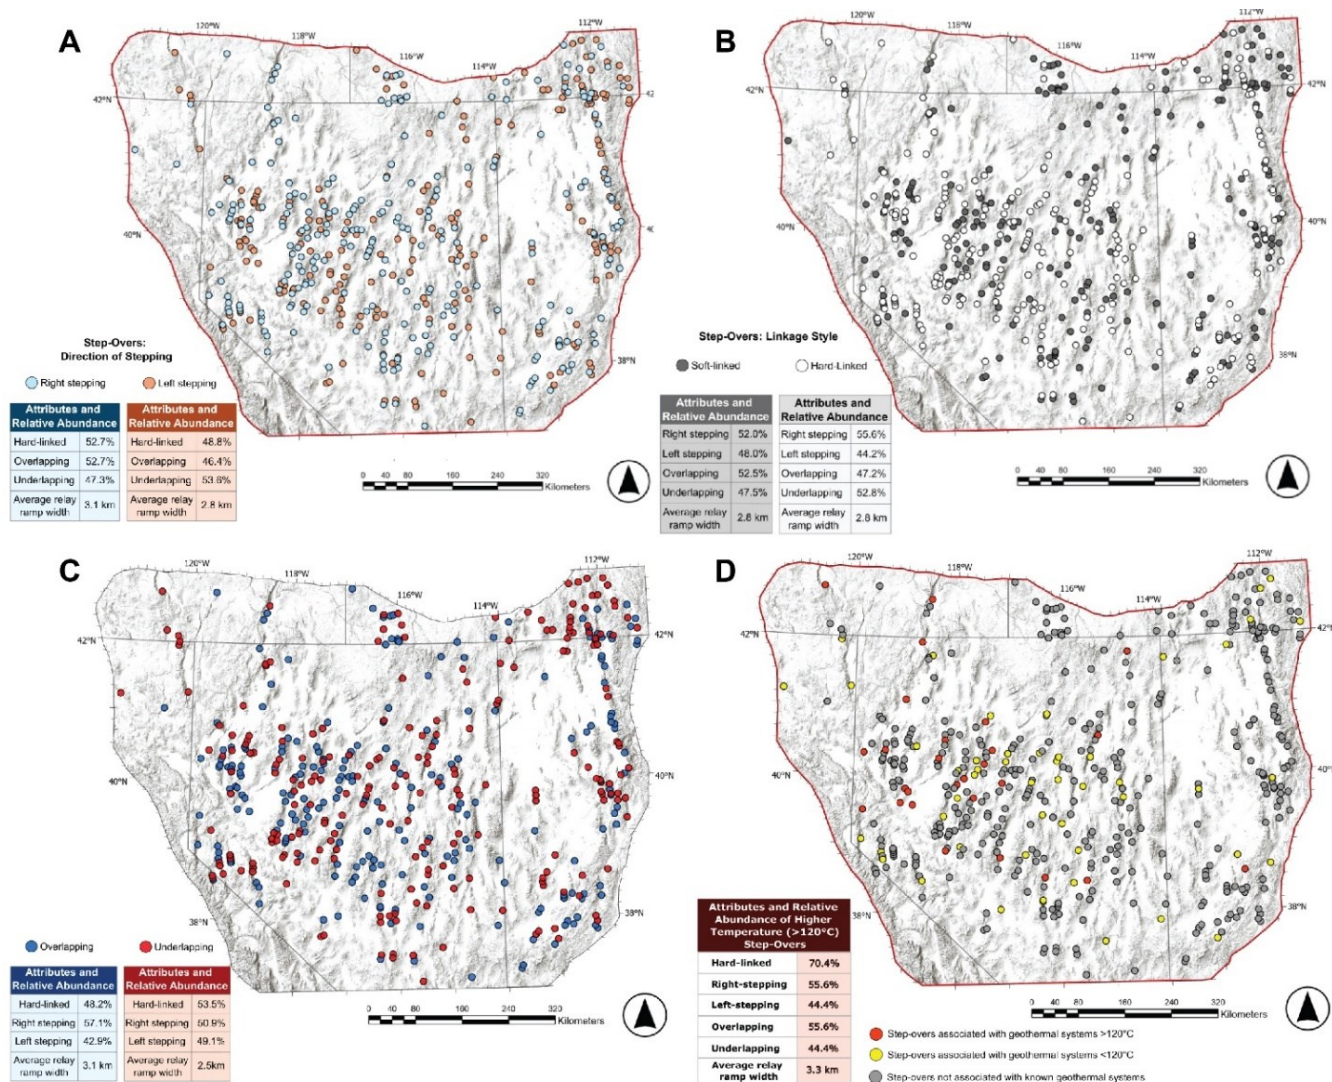 A
120°W
118°W
116°W
114°W
112°W
42°N
40°N
38°N
Step-Overs:
Direction of Stepping
Right stepping
Left stepping
Attributes and
Relative Abundance
Hard-linked 52.7%
Overlapping 52.7%
Underlapping 47.3%
Average relay
ramp width 3.1 km
Attributes and
Relative Abundance
Hard-linked 48.8%
Overlapping 46.4%
Underlapping 53.6%
Average relay
ramp width 2.8 km
0 40 80 160 240 320
Kilometers
B
120°W
118°W
116°W
114°W
112°W
42°N
42°N
40°N
40°N
38°N
Step-Overs: Linkage Style
Soft-linked
Hard-Linked
Attributes and
Relative Abundance
Right stepping 52.0%
Left stepping 48.0%
Overlapping 52.5%
Underlapping 47.5%
Average relay
ramp width 2.8 km
Attributes and
Relative Abundance
Right stepping 55.6%
Left stepping 44.2%
Overlapping 47.2%
Underlapping 52.8%
Average relay
ramp width 2.8 km
0 40 80 160 240 320
Kilometers
C
120°W
118°W
116°W
114°W
112°W
42°N
42°N
40°N
40°N
38°N
38°N
Overlapping
Underlapping
Attributes and
Relative Abundance
Hard-linked 48.2%
Right stepping 57.1%
Left stepping 42.9%
Average relay
ramp width 3.1 km
Attributes and
Relative Abundance
Hard-linked 53.5%
Right stepping 50.9%
Left stepping 49.1%
Average relay
ramp width 2.5km
0 40 80 160 240 320
Kilometers
D
120°W
118°W
116°W
114°W
112°W
42°N
42°N
40°N
40°N
38°N
38°N
Attributes and Relative
Abundance of Higher
Temperature (>120°C)
Step-Overs
Hard-linked 70.4%
Right-stepping 55.6%
Left-stepping 44.4%
Overlapping 55.6%
Underlapping 44.4%
Average relay
ramp width 3.3 km
0 40 80 160 240 320
Kilometers
Step-overs associated with geothermal systems >120°C
Step-overs associated with geothermal systems <120°C
Step-overs not associated with known geothermal systems